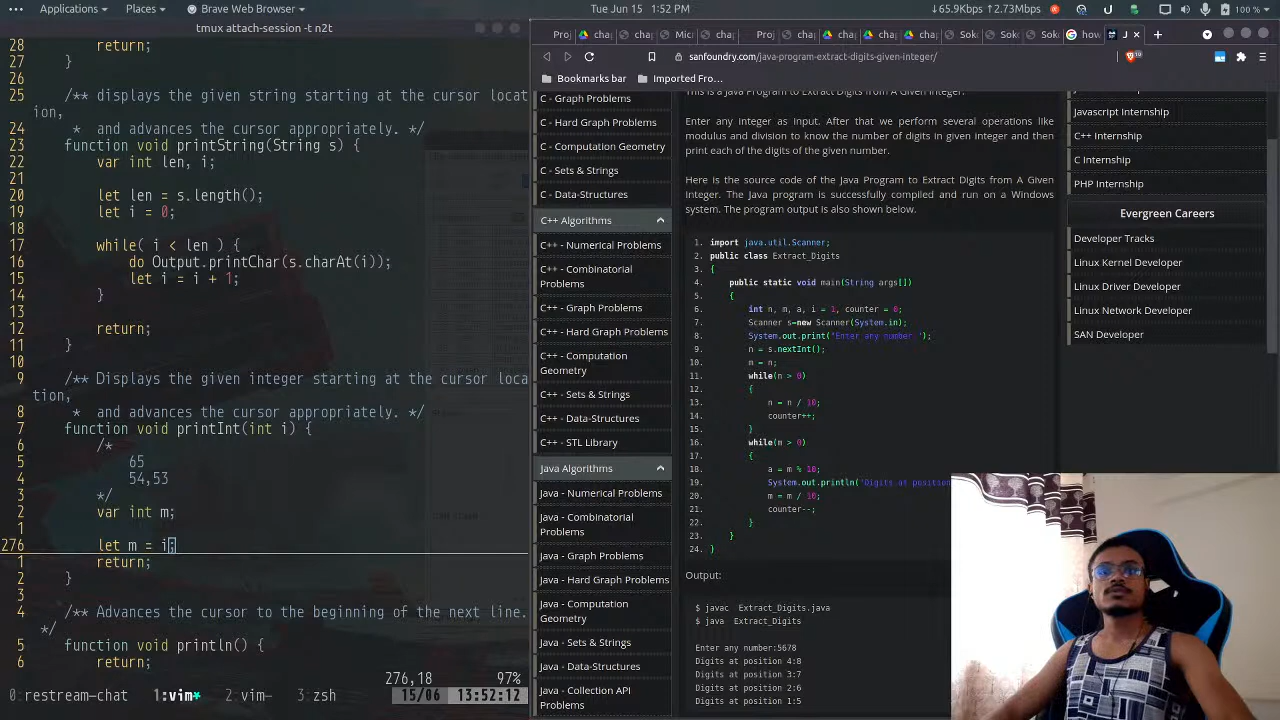 Applications
Places
Brave Web Browser
Tue Jun 15 1:52 PM
↓65.9Kbps ↑2.73Mbps
100 %
tmux attach-session -t n2t
28 return;
27 }
26
25 /** displays the given string starting at the cursor locat
ion,
24 * and advances the cursor appropriately. */
23 function void printString(String s) {
22 var int len, i;
21
20 let len = s.length();
19 let i = 0;
18
17 while( i < len ) {
16 do Output.printChar(s.charAt(i));
15 let i = i + 1;
14 }
13
12 return;
11 }
10
9 /** Displays the given integer starting at the cursor loca
tion,
8 * and advances the cursor appropriately. */
7 function void printInt(int i) {
6 /*
5 65
4 54,53
3 */
2 var int m;
1
276 let m = i;
1 return;
2 }
3
4 /** Advances the cursor to the beginning of the next line.
*/
5 function void println() {
6 return;
276,18 97%
0:restream-chat 1:vim* 2:vim- 3:zsh 15/06 13:52:12
Proj
chap
chap
Micr
chap
Proj
chap
chap
chap
Sok
Sok
Sok
how
J
sanfoundry.com/java-program-extract-digits-given-integer/
19
Bookmarks bar
Imported Fro...
C - Graph Problems
C - Hard Graph Problems
C - Computation Geometry
C - Sets & Strings
C - Data-Structures
C++ Algorithms
C++ - Numerical Problems
C++ - Combinatorial
Problems
C++ - Graph Problems
C++ - Hard Graph Problems
C++ - Computation
Geometry
C++ - Sets & Strings
C++ - Data-Structures
C++ - STL Library
Java Algorithms
Java - Numerical Problems
Java - Combinatorial
Problems
Java - Graph Problems
Java - Hard Graph Problems
Java - Computation
Geometry
Java - Sets & Strings
Java - Data-Structures
Java - Collection API
Problems
This is a Java Program to Extract Digits from A Given Integer.
Enter any integer as input. After that we perform several operations like
modulus and division to know the number of digits in given integer and then
print each of the digits of the given number.
Here is the source code of the Java Program to Extract Digits from A Given
Integer. The Java program is successfully compiled and run on a Windows
system. The program output is also shown below.
1. import java.util.Scanner;
2. public class Extract_Digits
3. {
4. public static void main(String args[])
5. {
6. int n, m, a, i = 1, counter = 0;
7. Scanner s=new Scanner(System.in);
8. System.out.print("Enter any number:");
9. n = s.nextInt();
10. m = n;
11. while(n > 0)
12. {
13. n = n / 10;
14. counter++;
15. }
16. while(m > 0)
17. {
18. a = m % 10;
19. System.out.println("Digits at position
20. m = m / 10;
21. counter--;
22. }
23. }
24. }
Output:
$ javac Extract_Digits.java
$ java Extract_Digits
Enter any number:5678
Digits at position 4:8
Digits at position 3:7
Digits at position 2:6
Digits at position 1:5
Javascript Internship
C++ Internship
C Internship
PHP Internship
Evergreen Careers
Developer Tracks
Linux Kernel Developer
Linux Driver Developer
Linux Network Developer
SAN Developer